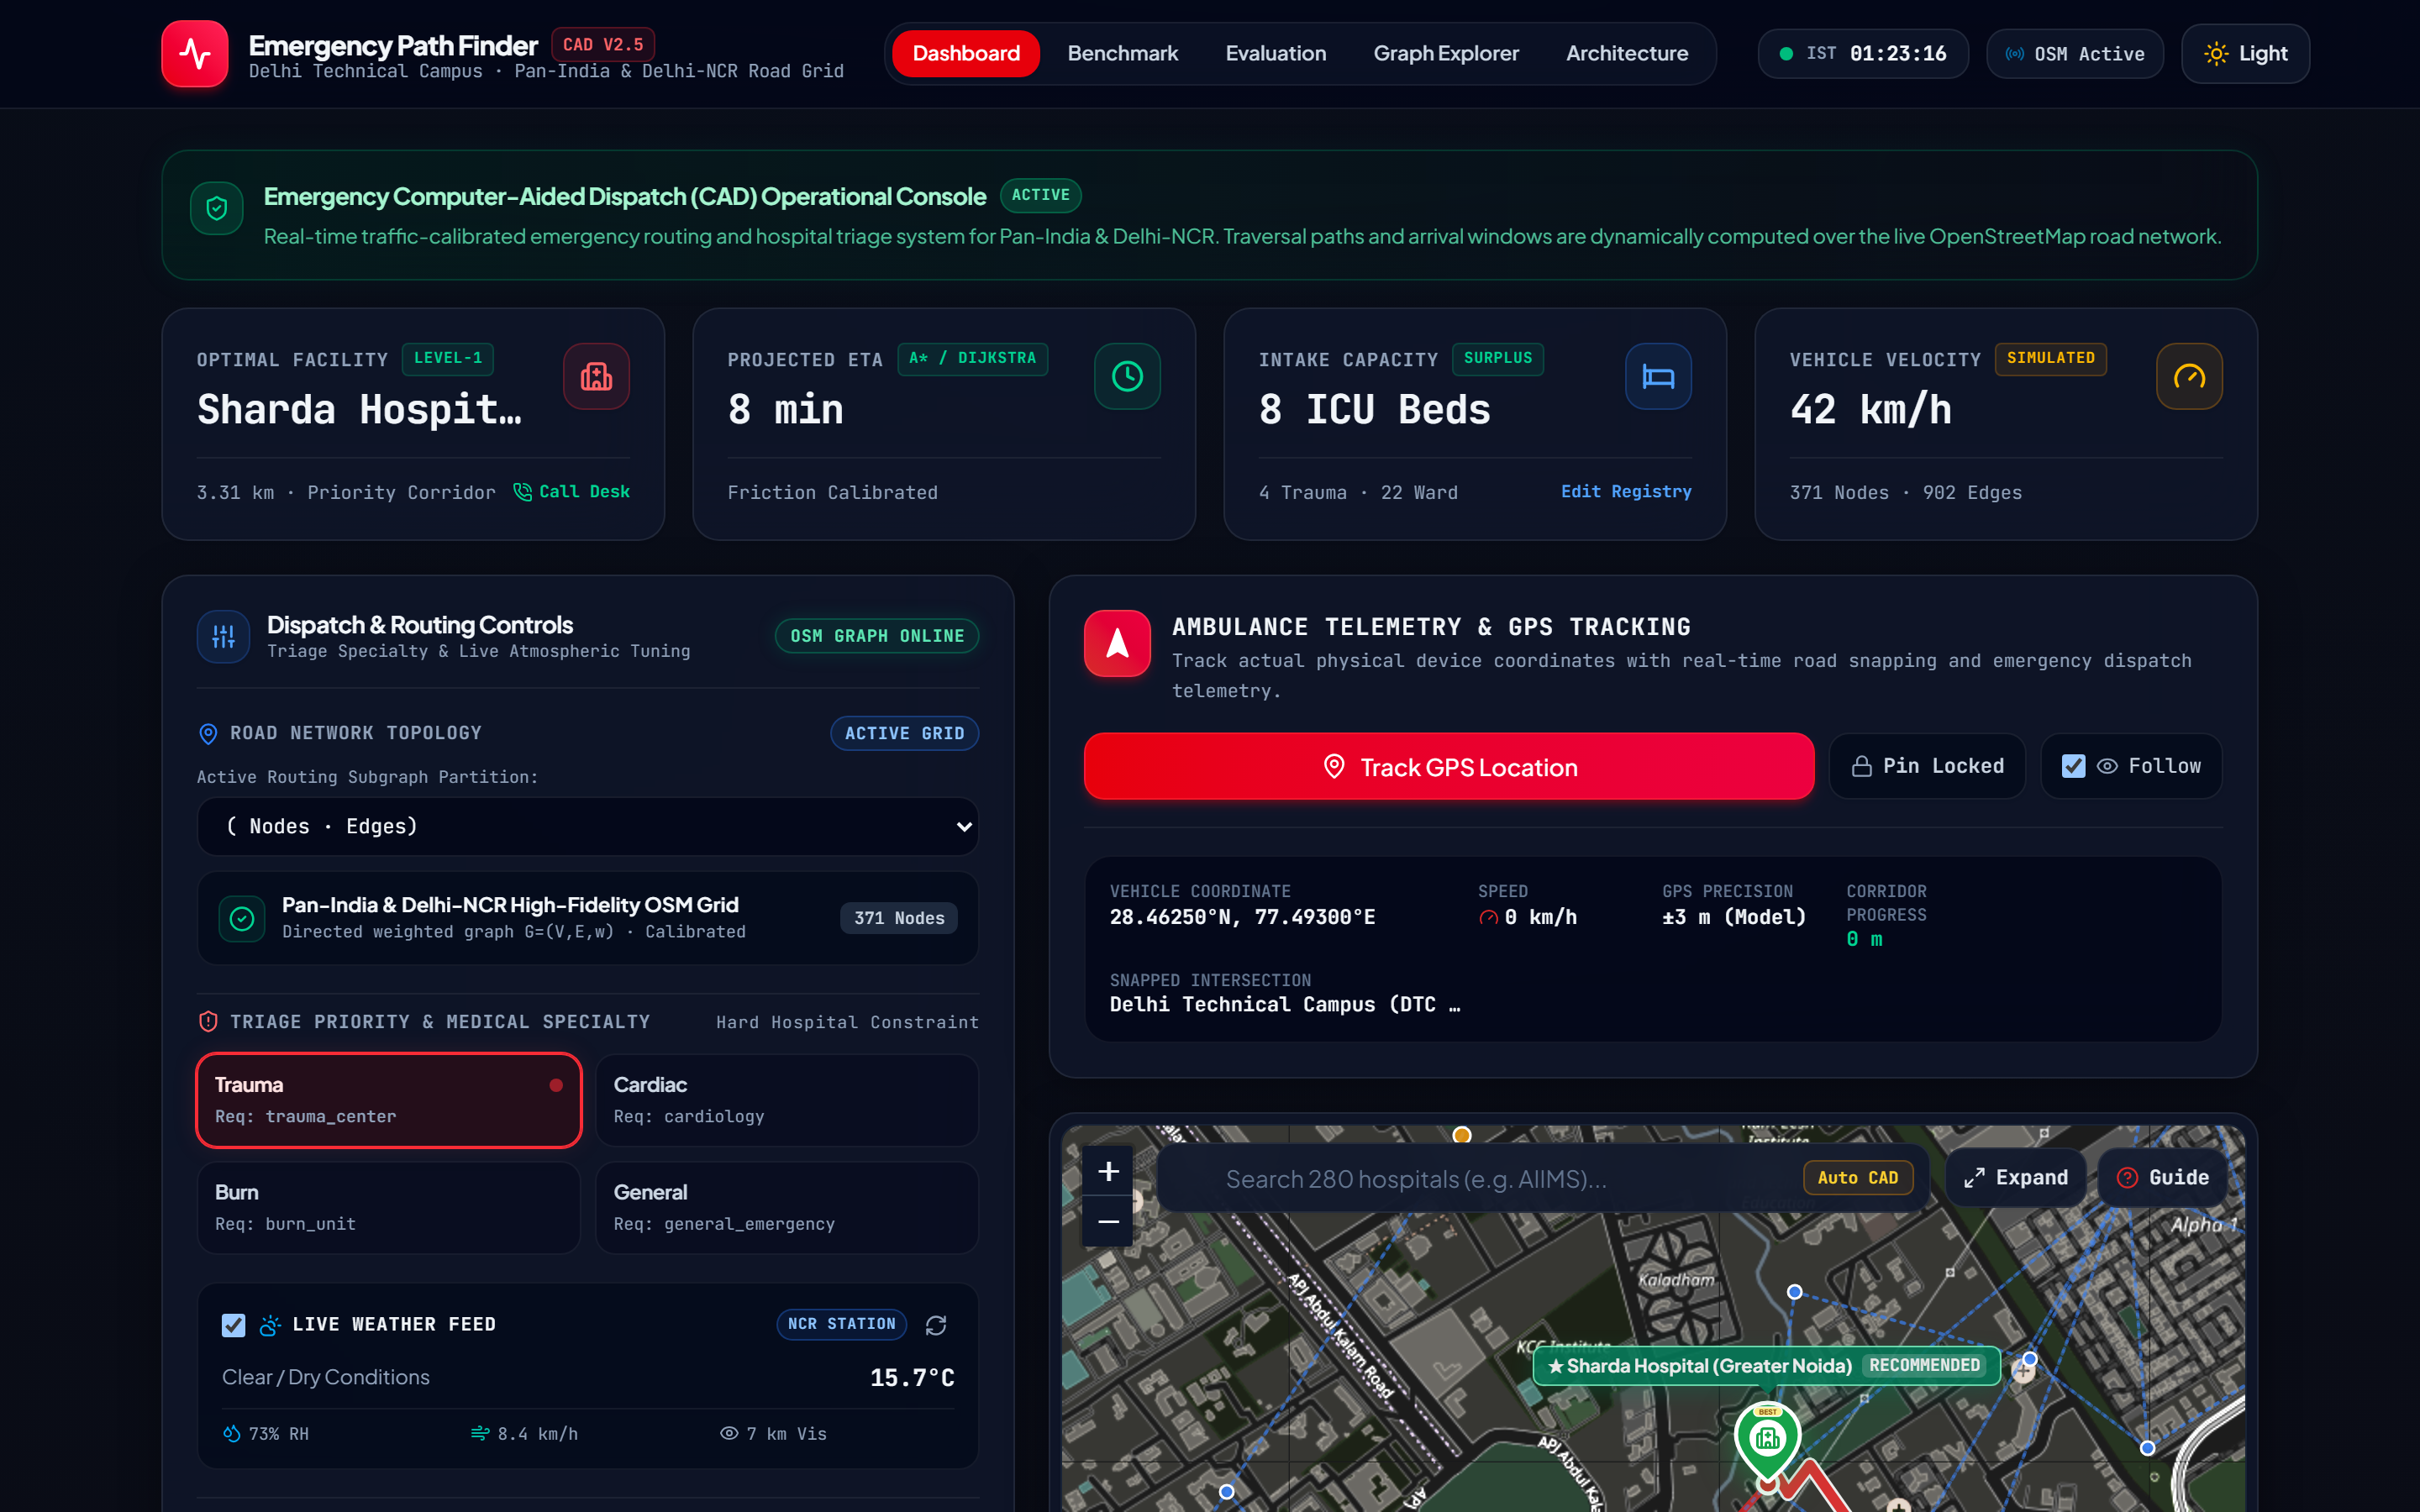 Emergency Path Finder CAD V2.5
Delhi Technical Campus · Pan-India & Delhi-NCR Road Grid
Dashboard Benchmark Evaluation Graph Explorer Architecture
IST 01:23:16
OSM Active
Light
Emergency Computer-Aided Dispatch (CAD) Operational Console ACTIVE
Real-time traffic-calibrated emergency routing and hospital triage system for Pan-India & Delhi-NCR. Traversal paths and arrival windows are dynamically computed over the live OpenStreetMap road network.
OPTIMAL FACILITY LEVEL-1
Sharda Hospit…
3.31 km · Priority Corridor Call Desk
PROJECTED ETA A* / DIJKSTRA
8 min
Friction Calibrated
INTAKE CAPACITY SURPLUS
8 ICU Beds
4 Trauma · 22 Ward Edit Registry
VEHICLE VELOCITY SIMULATED
42 km/h
371 Nodes · 902 Edges
Dispatch & Routing Controls
Triage Specialty & Live Atmospheric Tuning
OSM GRAPH ONLINE
ROAD NETWORK TOPOLOGY ACTIVE GRID
Active Routing Subgraph Partition:
( Nodes · Edges)
Pan-India & Delhi-NCR High-Fidelity OSM Grid
Directed weighted graph G=(V,E,w) · Calibrated
371 Nodes
TRIAGE PRIORITY & MEDICAL SPECIALTY Hard Hospital Constraint
Trauma
Req: trauma_center
Cardiac
Req: cardiology
Burn
Req: burn_unit
General
Req: general_emergency
LIVE WEATHER FEED NCR STATION
Clear / Dry Conditions 15.7°C
73% RH 8.4 km/h 7 km Vis
AMBULANCE TELEMETRY & GPS TRACKING
Track actual physical device coordinates with real-time road snapping and emergency dispatch
telemetry.
Track GPS Location
Pin Locked
Follow
VEHICLE COORDINATE
28.46250°N, 77.49300°E
SPEED
0 km/h
GPS PRECISION
±3 m (Model)
CORRIDOR
PROGRESS
0 m
SNAPPED INTERSECTION
Delhi Technical Campus (DTC …
+
−
Search 280 hospitals (e.g. AIIMS)...
Auto CAD
Expand
Guide
Institute
Alpha 1
Kaladham
APJ Abdul Kalam Road
KCC Institute
★ Sharda Hospital (Greater Noida) RECOMMENDED
BEST
APJ Abdul Kal